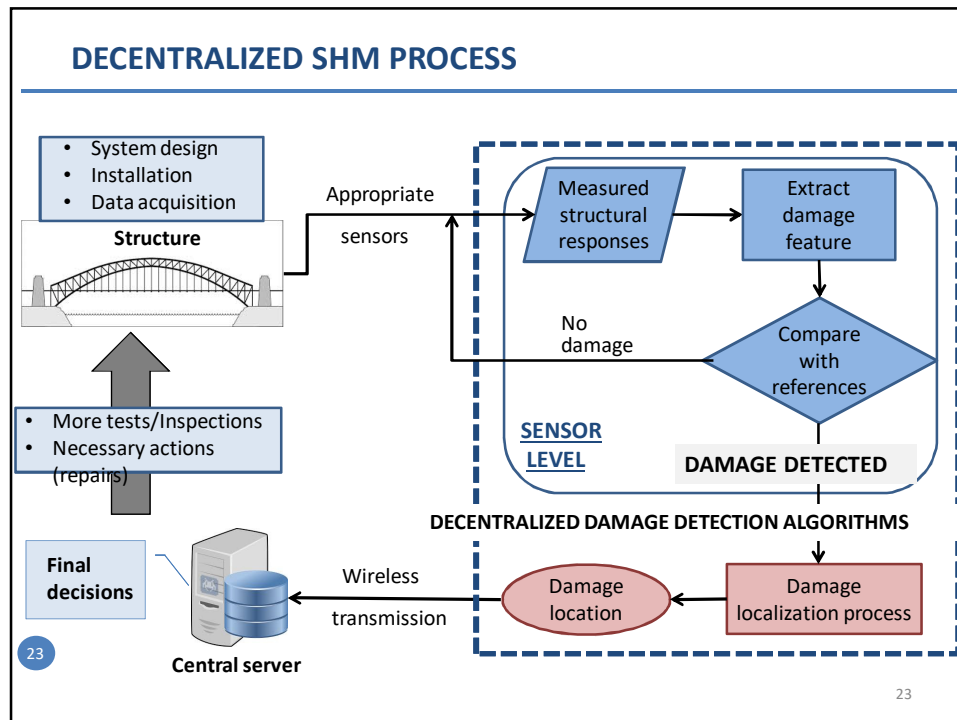 DECENTRALIZED SHM PROCESS
• System design
• Installation
• Data acquisition
Structure
Appropriate
sensors
Measured
structural
responses
Extract
damage
feature
No
damage
Compare
with
references
• More tests/Inspections
• Necessary actions
(repairs)
SENSOR
LEVEL
DAMAGE DETECTED
DECENTRALIZED DAMAGE DETECTION ALGORITHMS
Final
decisions
Wireless
transmission
Damage
location
Damage
localization process
Central server
23
23